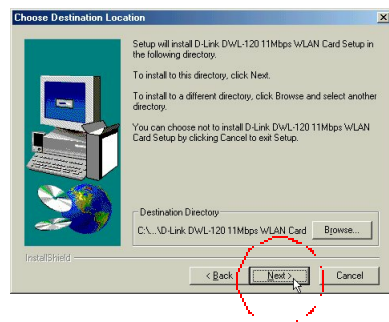 Choose Destination Location
Setup will install D-Link DWL-120 11Mbps WLAN Card Setup in
the following directory.
To install to this directory, click Next.
To install to a different directory, click Browse and select another
directory.
You can choose not to install D-Link DWL-120 11Mbps WLAN
Card Setup by clicking Cancel to exit Setup.
Destination Directory
C:\...\D-Link DWL-120 11Mbps WLAN Card
Browse...
InstallShield
< Back
Next >
Cancel